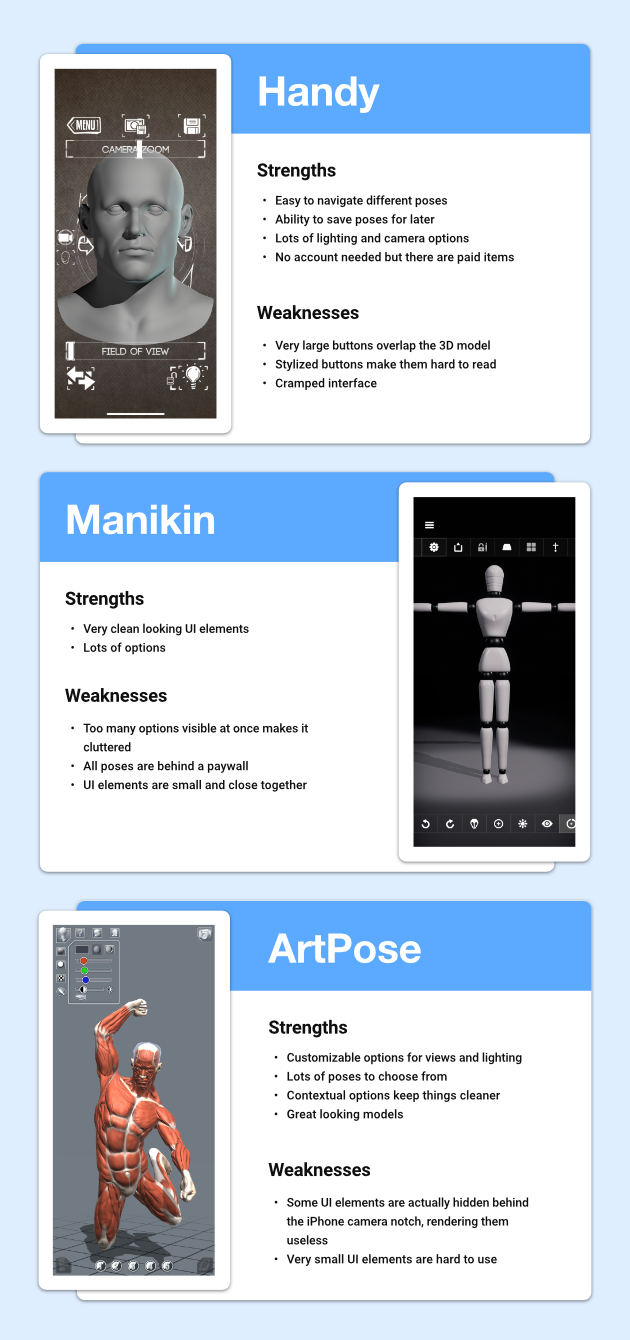 Handy
MENU
CAMERA ZOOM
FIELD OF VIEW
Strengths
• Easy to navigate different poses
• Ability to save poses for later
• Lots of lighting and camera options
• No account needed but there are paid items
Weaknesses
• Very large buttons overlap the 3D model
• Stylized buttons make them hard to read
• Cramped interface
Manikin
Strengths
• Very clean looking UI elements
• Lots of options
Weaknesses
• Too many options visible at once makes it
cluttered
• All poses are behind a paywall
• UI elements are small and close together
ArtPose
Strengths
• Customizable options for views and lighting
• Lots of poses to choose from
• Contextual options keep things cleaner
• Great looking models
Weaknesses
• Some UI elements are actually hidden behind
the iPhone camera notch, rendering them
useless
• Very small UI elements are hard to use